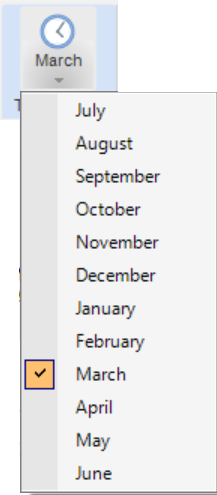 March
T
July
August
September
October
November
December
January
February
March
April
May
June